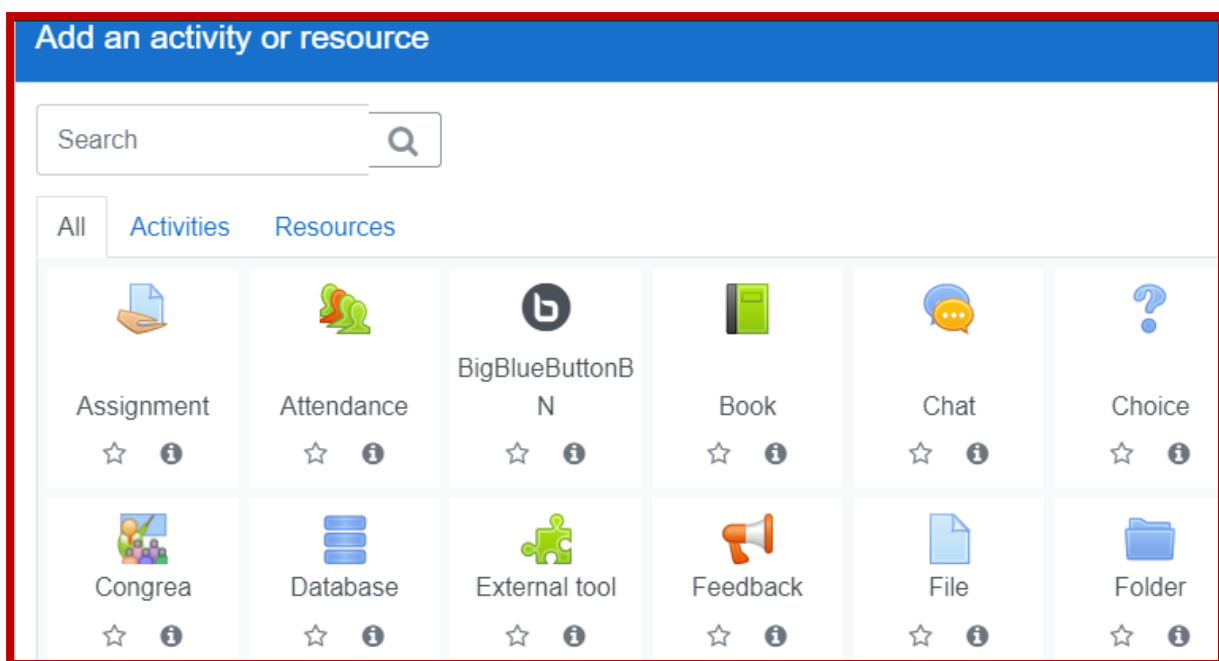 Add an activity or resource
Search
All Activities Resources
BigBlueButtonB
Assignment Attendance N Book Chat Choice
Congrea Database External tool Feedback File Folder